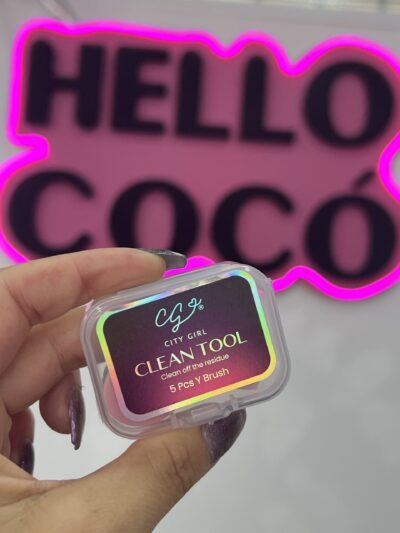 HELLO
COCÓ
CG®
CITY GIRL
CLEAN TOOL
Clean off the residue
5 Pcs Y Brush